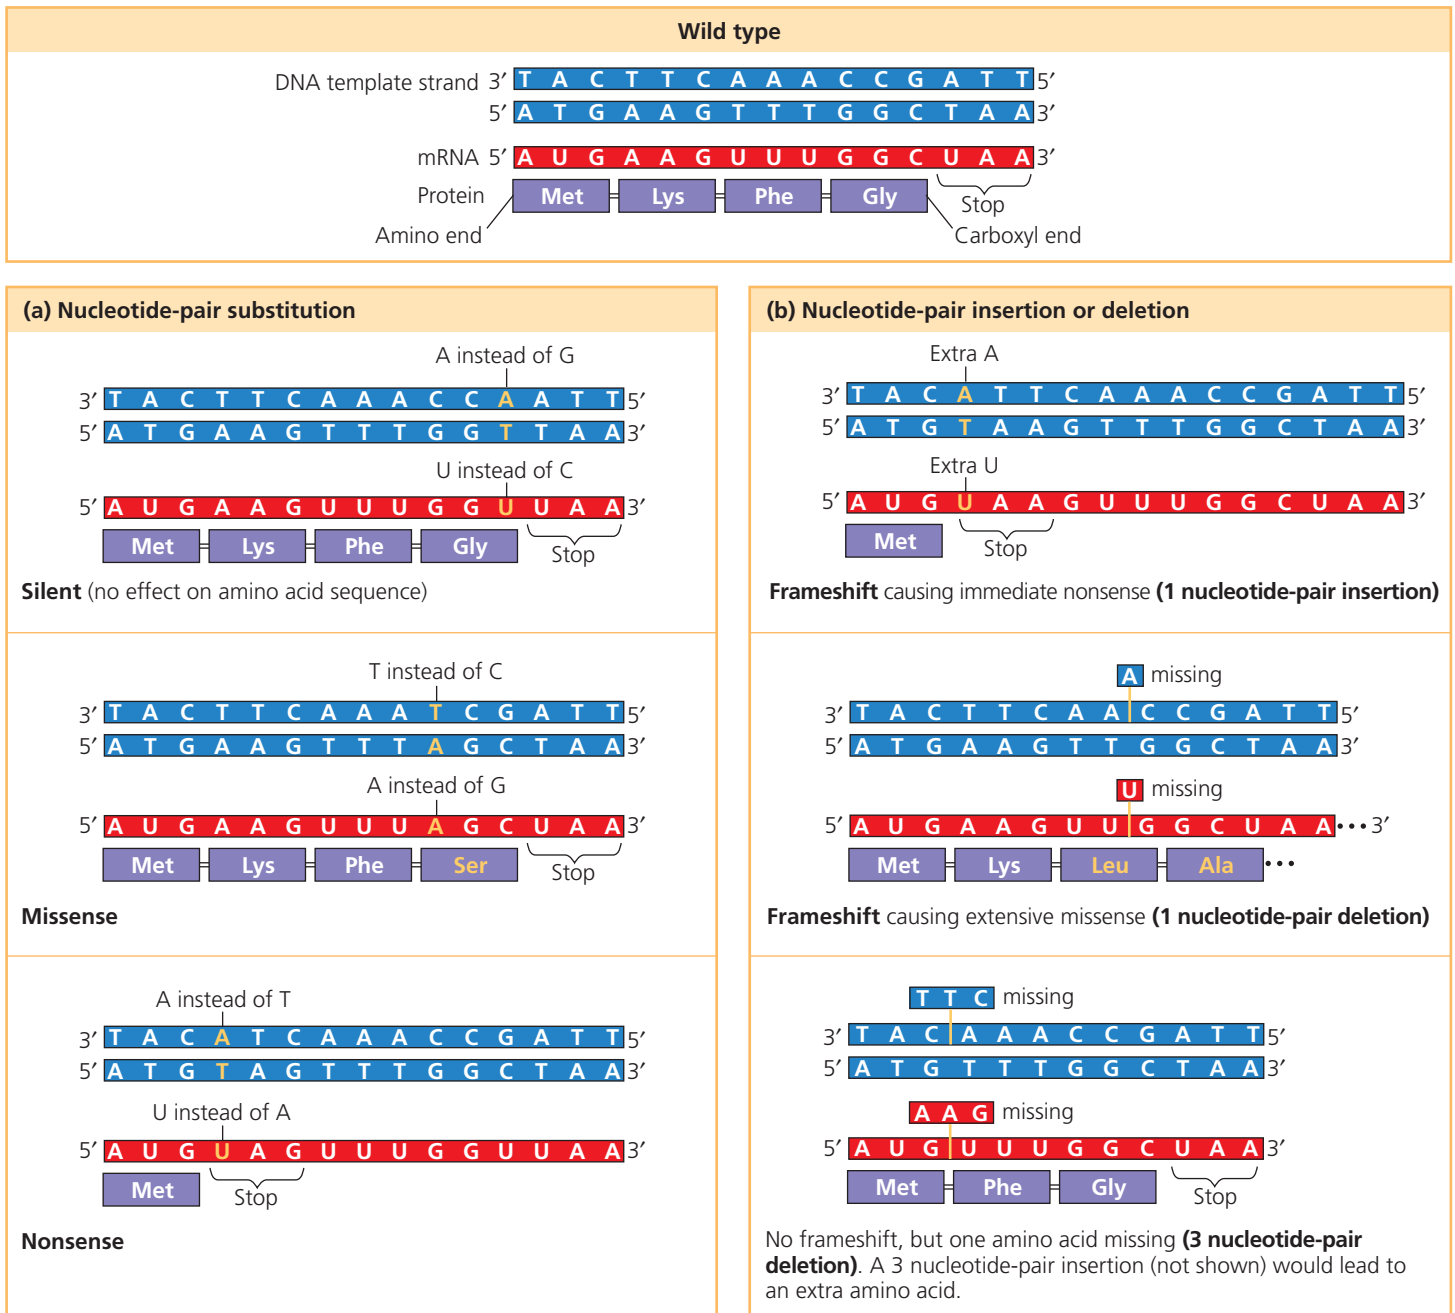 Wild type
DNA template strand 3′ T A C T T C A A A C C G A T T 5′
5′ A T G A A G T T T G G C T A A 3′
mRNA 5′ A U G A A G U U U G G C U A A 3′
Protein Met Lys Phe Gly Stop
Amino end Carboxyl end
(a) Nucleotide-pair substitution
A instead of G
3′ T A C T T C A A A C C A A T T 5′
5′ A T G A A G T T T G G T T A A 3′
U instead of C
5′ A U G A A G U U U G G U U A A 3′
Met Lys Phe Gly Stop
Silent (no effect on amino acid sequence)
T instead of C
3′ T A C T T C A A A T C G A T T 5′
5′ A T G A A G T T T A G C T A A 3′
A instead of G
5′ A U G A A G U U U A G C U A A 3′
Met Lys Phe Ser Stop
Missense
A instead of T
3′ T A C A T C A A A C C G A T T 5′
5′ A T G T A G T T T G G C T A A 3′
U instead of A
5′ A U G U A G U U U G G U U A A 3′
Met Stop
Nonsense
(b) Nucleotide-pair insertion or deletion
Extra A
3′ T A C A T T C A A A C C G A T T 5′
5′ A T G T A A G T T T G G C T A A 3′
Extra U
5′ A U G U A A G U U U G G C U A A 3′
Met Stop
Frameshift causing immediate nonsense (1 nucleotide-pair insertion)
A missing
3′ T A C T T C A A C C G A T T 5′
5′ A T G A A G T T G G C T A A 3′
U missing
5′ A U G A A G U U G G C U A A ••• 3′
Met Lys Leu Ala •••
Frameshift causing extensive missense (1 nucleotide-pair deletion)
T T C missing
3′ T A C A A A C C G A T T 5′
5′ A T G T T T G G C T A A 3′
A A G missing
5′ A U G U U U G G C U A A 3′
Met Phe Gly Stop
No frameshift, but one amino acid missing (3 nucleotide-pair
deletion). A 3 nucleotide-pair insertion (not shown) would lead to
an extra amino acid.